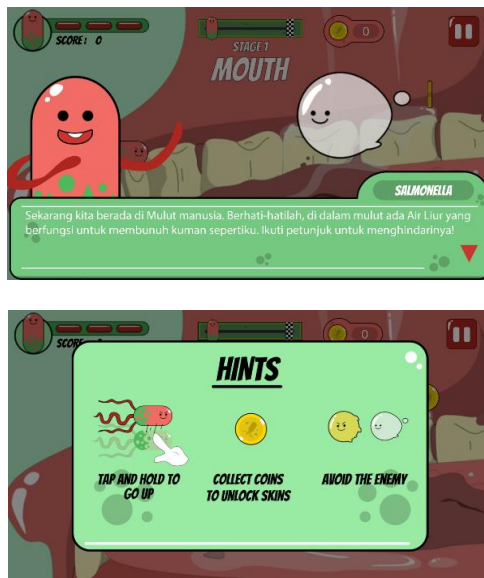 SCORE: 0
0
STAGE 1
MOUTH
SALMONELLA
Sekarang kita berada di Mulut manusia. Berhati-hatilah, di dalam mulut ada Air Liur yang
berfungsi untuk membunuh kuman sepertiku. Ikuti petunjuk untuk menghindarinya!
0
HINTS
TAP AND HOLD TO
GO UP
COLLECT COINS
TO UNLOCK SKINS
AVOID THE ENEMY